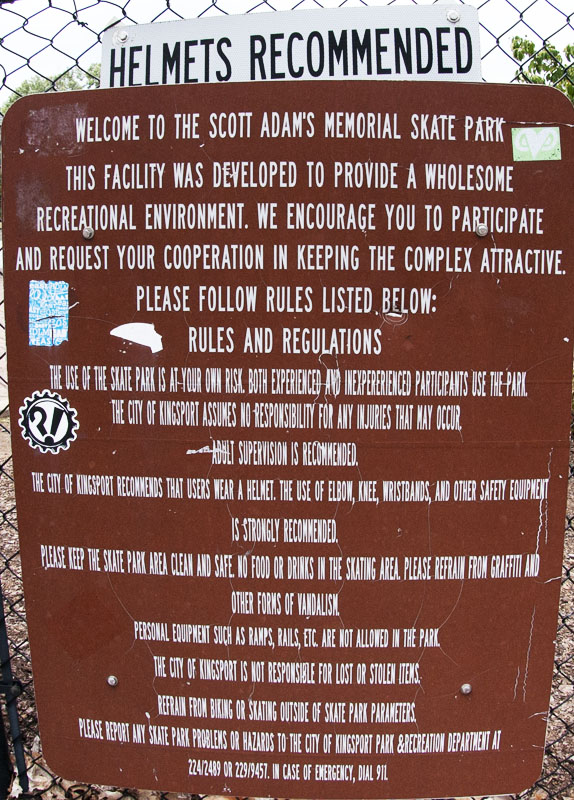 HELMETS RECOMMENDED
WELCOME TO THE SCOTT ADAM'S MEMORIAL SKATE PARK
THIS FACILITY WAS DEVELOPED TO PROVIDE A WHOLESOME
RECREATIONAL ENVIRONMENT. WE ENCOURAGE YOU TO PARTICIPATE
AND REQUEST YOUR COOPERATION IN KEEPING THE COMPLEX ATTRACTIVE.
PLEASE FOLLOW RULES LISTED BELOW:
RULES AND REGULATIONS
THE USE OF THE SKATE PARK IS AT YOUR OWN RISK. BOTH EXPERIENCED AND INEXPERERIENCED PARTICIPANTS USE THE PARK.
THE CITY OF KINGSPORT ASSUMES NO RESPONSIBILITY FOR ANY INJURIES THAT MAY OCCUR.
ADULT SUPERVISION IS RECOMMENDED.
THE CITY OF KINGSPORT RECOMMENDS THAT USERS WEAR A HELMET. THE USE OF ELBOW, KNEE, WRISTBANDS, AND OTHER SAFETY EQUIPMENT
IS STRONGLY RECOMMENDED.
PLEASE KEEP THE SKATE PARK AREA CLEAN AND SAFE. NO FOOD OR DRINKS IN THE SKATING AREA. PLEASE REFRAIN FROM GRAFFITI AND
OTHER FORMS OF VANDALISM.
PERSONAL EQUIPMENT SUCH AS RAMPS, RAILS, ETC. ARE NOT ALLOWED IN THE PARK.
THE CITY OF KINGSPORT IS NOT RESPONSIBLE FOR LOST OR STOLEN ITEMS.
REFRAIN FROM BIKING OR SKATING OUTSIDE OF SKATE PARK PARAMETERS.
PLEASE REPORT ANY SKATE PARK PROBLEMS OR HAZARDS TO THE CITY OF KINGSPORT PARK &RECREATION DEPARTMENT AT
224/2489 OR 229/9457. IN CASE OF EMERGENCY, DIAL 911.